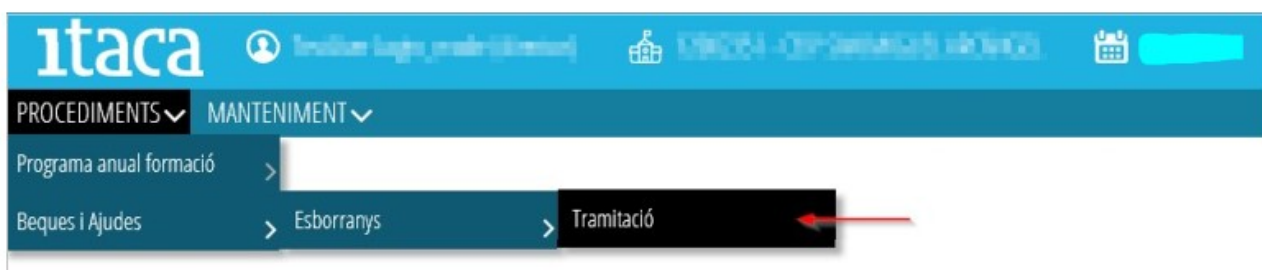 ıtaca
PROCEDIMENTS MANTENIMENT
Programa anual formació
Beques i Ajudes Esborranys Tramitació